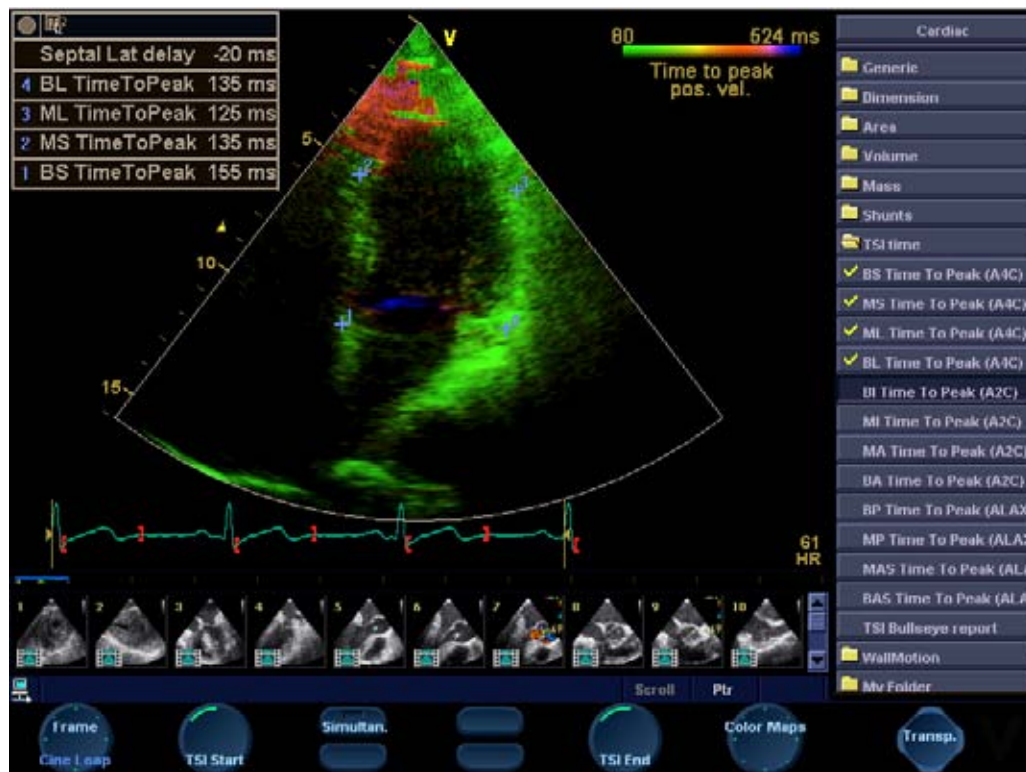 Septal Lat delay -20 ms
4 BL TimeToPeak 135 ms
3 ML TimeToPeak 125 ms
2 MS TimeToPeak 135 ms
1 BS TimeToPeak 155 ms
V
80 524 ms
Time to peak
pos. vel.
5
10
15
2
3
1
4
61
HR
1 2 3 4 5 6 7 8 9 10
Scroll Ptr
Cardiac
Generic
Dimension
Area
Volume
Mass
Shunts
TSI time
BS Time To Peak (A4C)
MS Time To Peak (A4C)
ML Time To Peak (A4C)
BL Time To Peak (A4C)
BI Time To Peak (A2C)
MI Time To Peak (A2C)
MA Time To Peak (A2C)
BA Time To Peak (A2C)
BP Time To Peak (ALAX
MP Time To Peak (ALAX
MAS Time To Peak (ALA
BAS Time To Peak (ALA
TSI Bullseye report
WallMotion
My Folder
Frame
Cine Loop
TSI Start
Simultan.
TSI End
Color Maps
Transp.